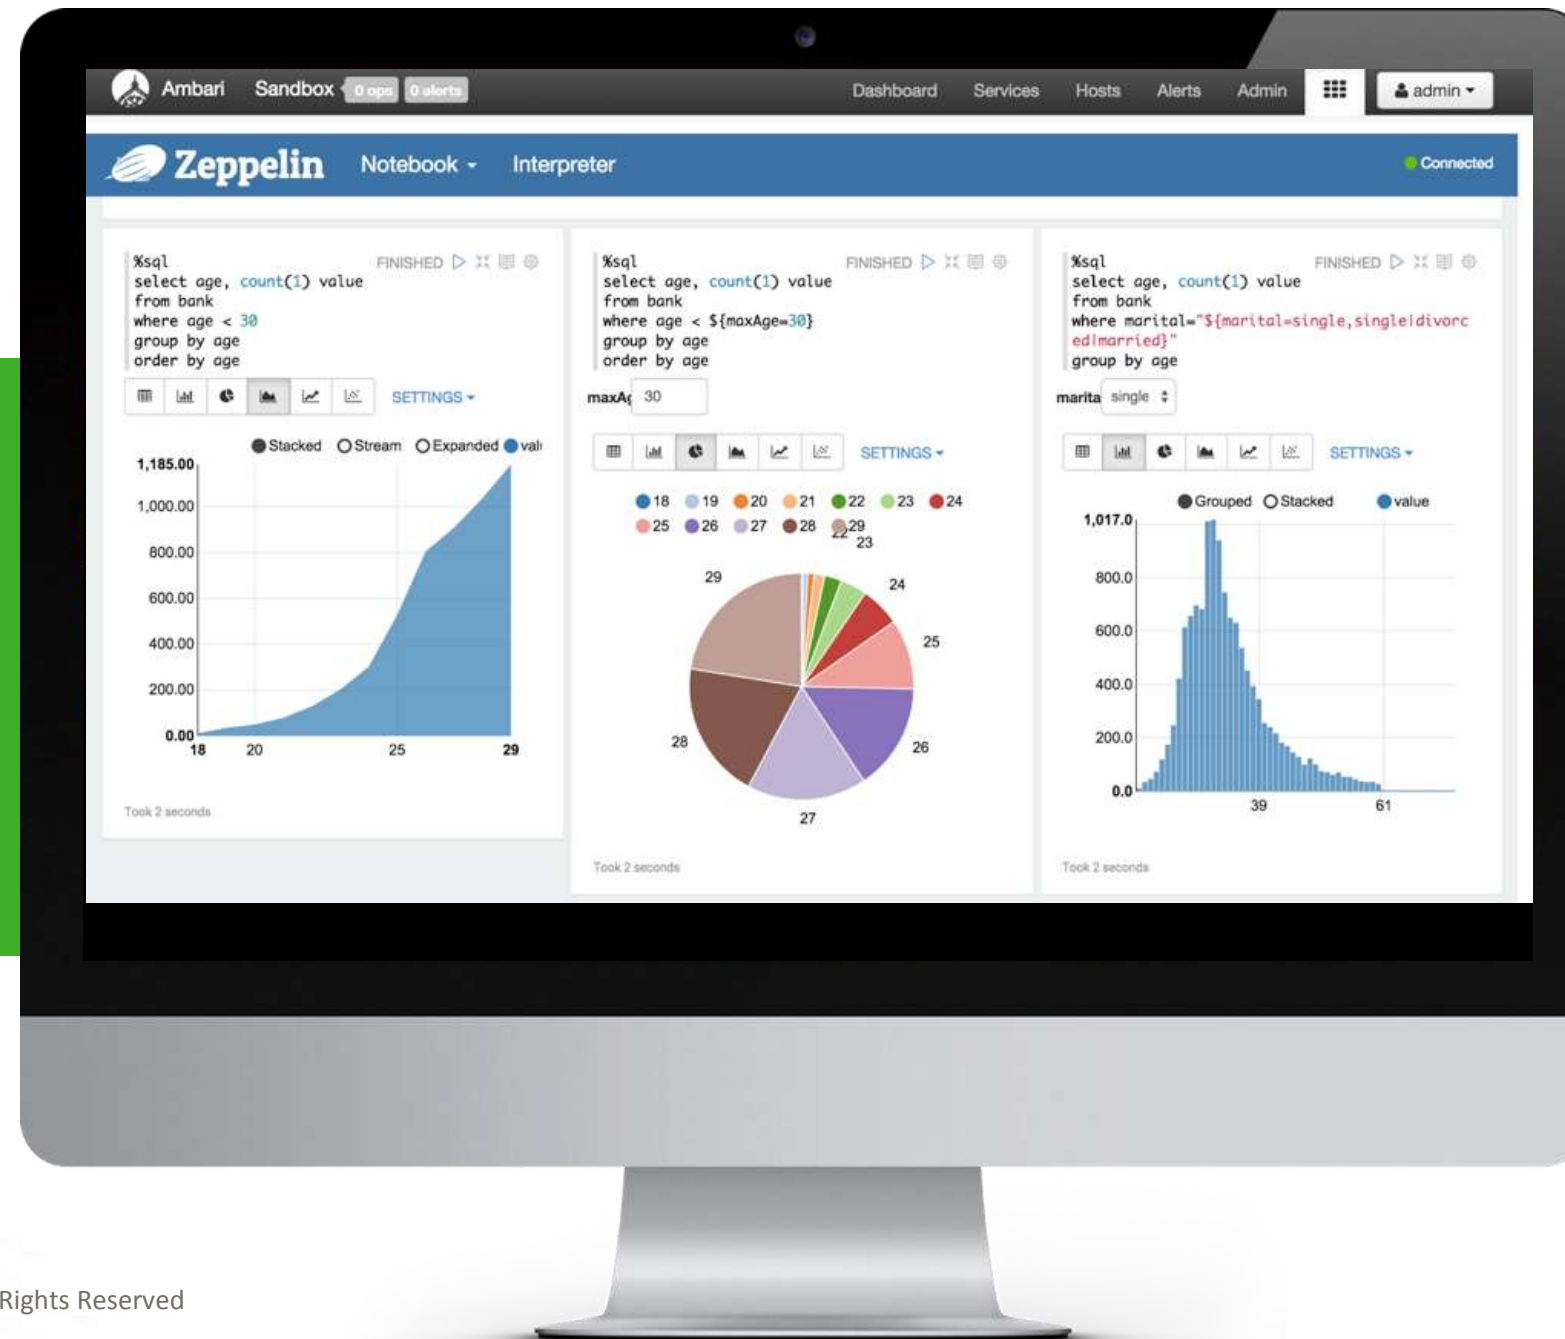 Ambari Sandbox 0 ops 0 alerts Dashboard Services Hosts Alerts Admin admin
Zeppelin Notebook Interpreter Connected
%sql FINISHED
select age, count(1) value
from bank
where age < 30
group by age
order by age
SETTINGS
Stacked Stream Expanded valu
1,185.00
1,000.00
800.00
600.00
400.00
200.00
0.00
18 20 25 29
Took 2 seconds
%sql FINISHED
select age, count(1) value
from bank
where age < ${maxAge=30}
group by age
order by age
maxAg 30
SETTINGS
18 19 20 21 22 23 24
25 26 27 28 29
22
23
24
25
26
27
28
29
Took 2 seconds
%sql FINISHED
select age, count(1) value
from bank
where marital="${marital=single,single|divorc
ed|married}"
group by age
marita single
SETTINGS
Grouped Stacked value
1,017.0
800.0
600.0
400.0
200.0
0.0
39 61
Took 2 seconds
Rights Reserved